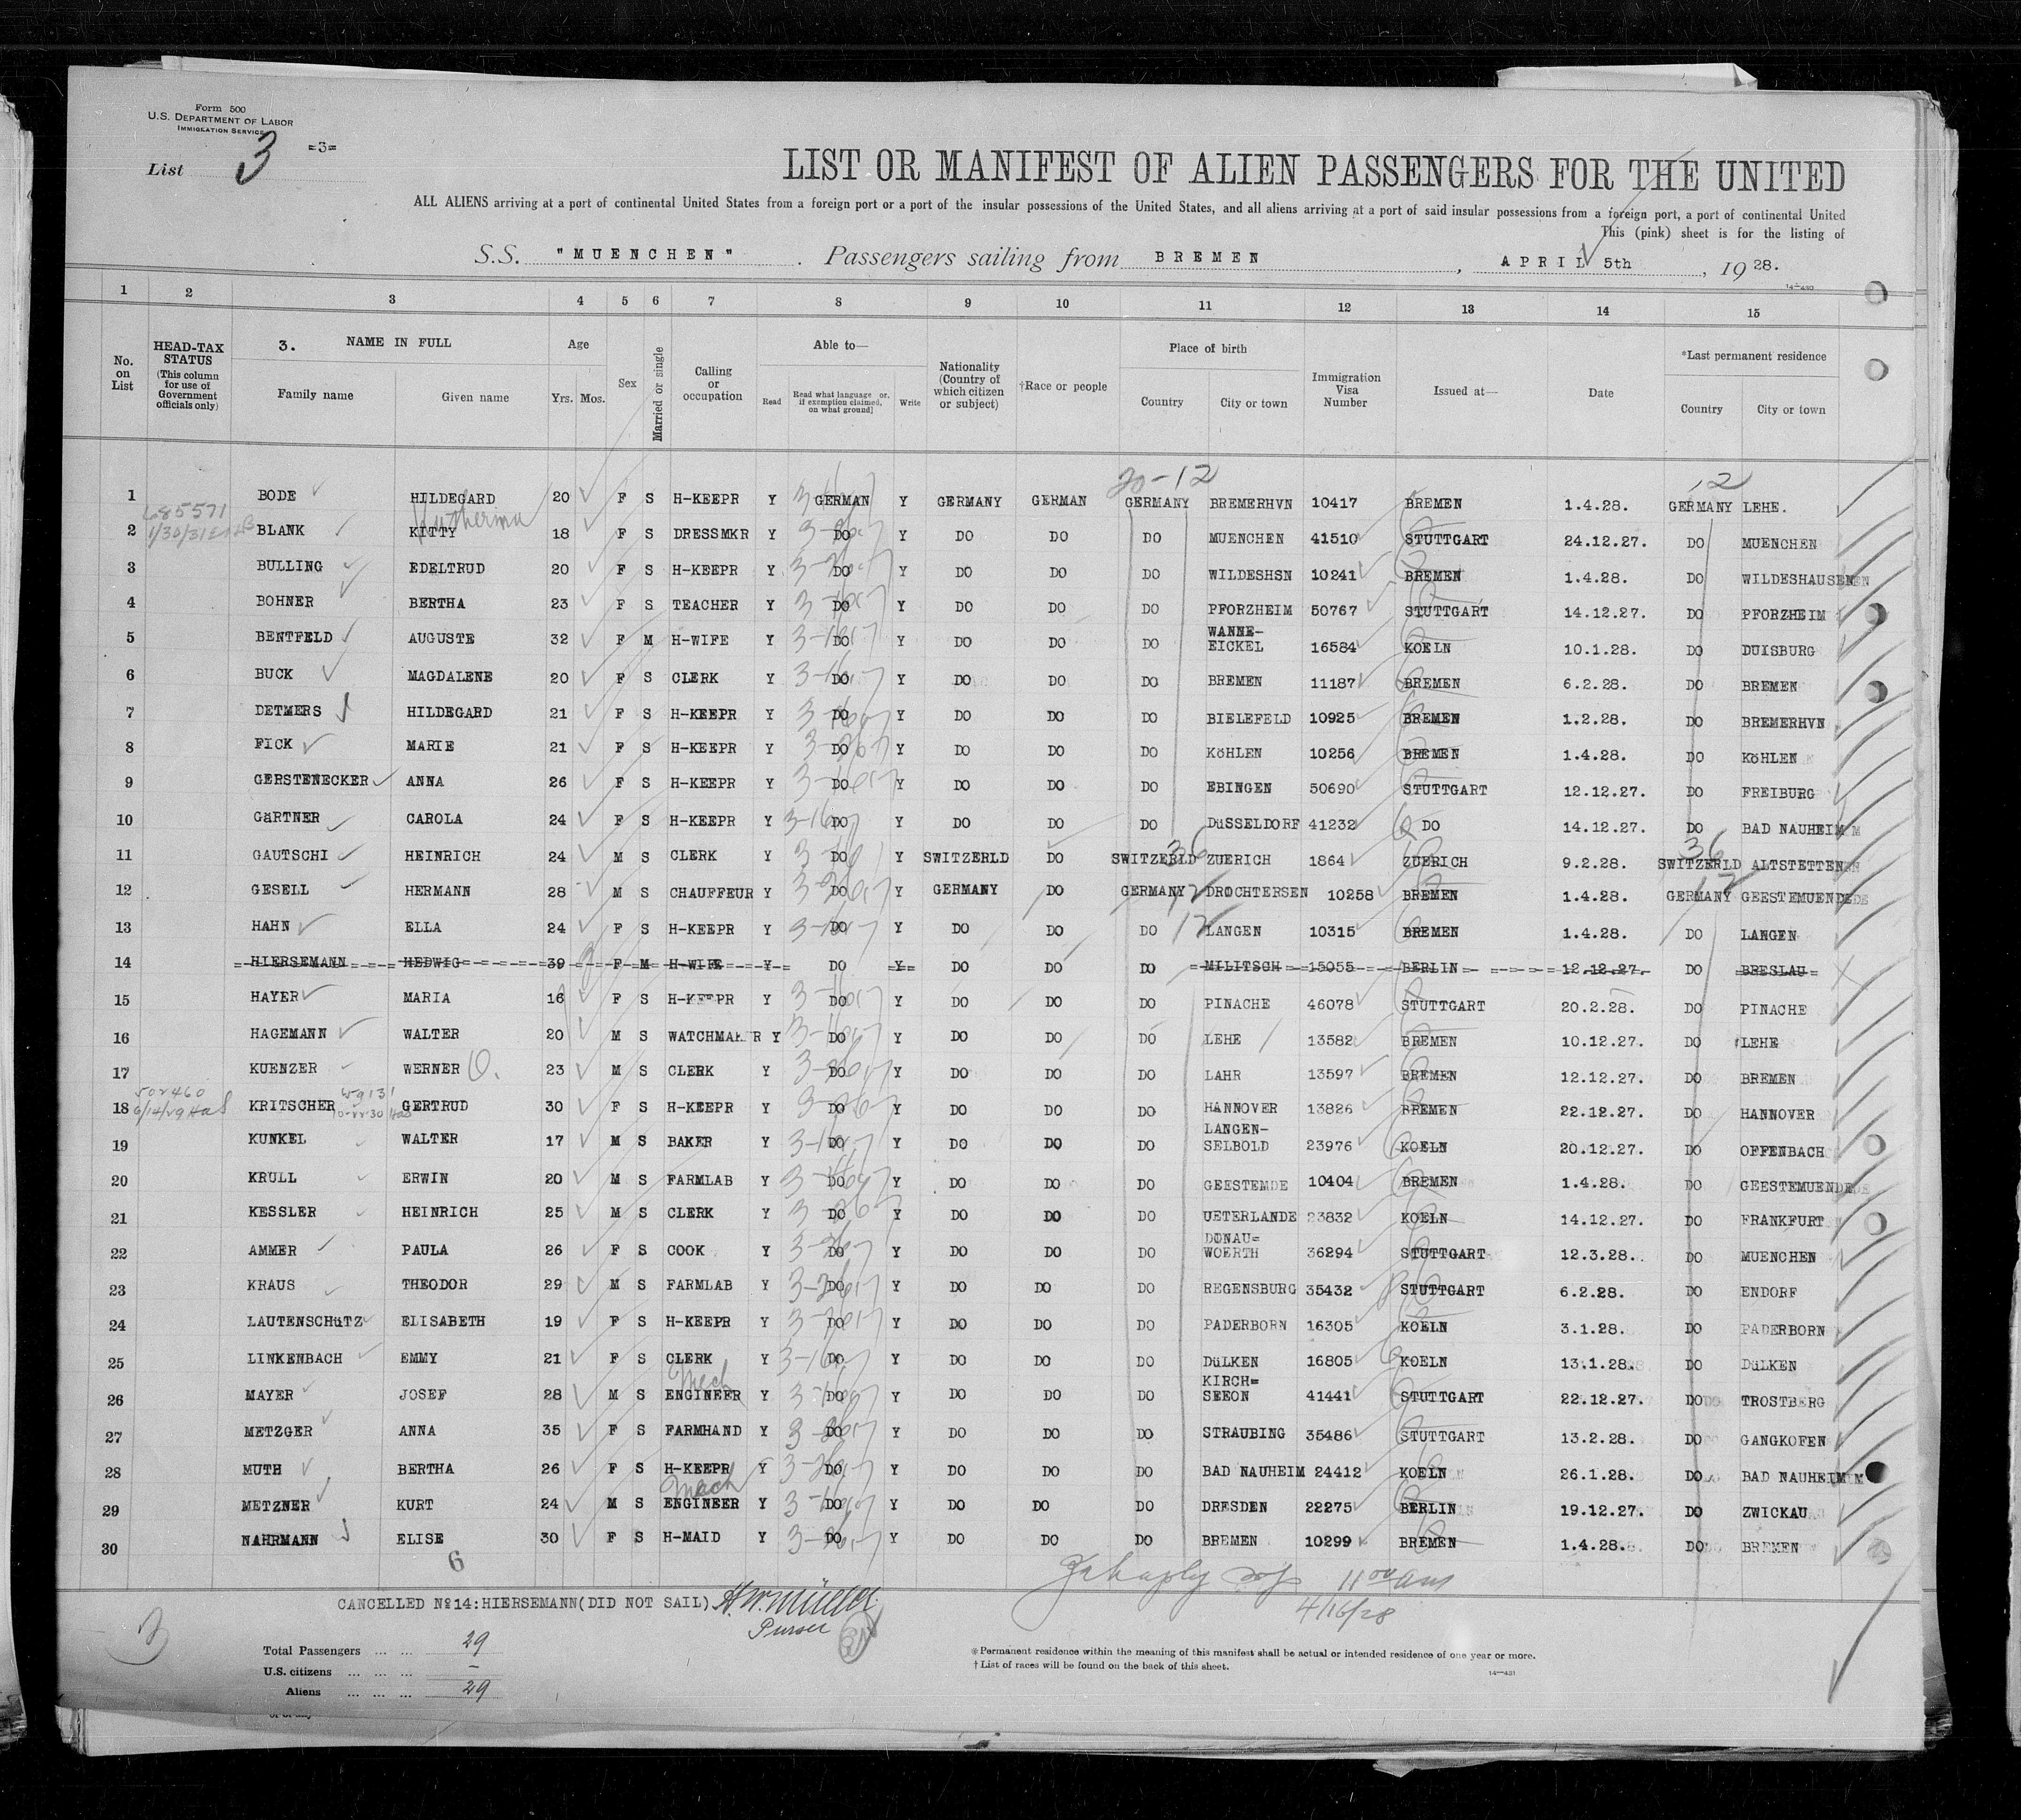 Form 500
U.S. DEPARTMENT OF LABOR
IMMIGRATION SERVICE
List 3 =3=
LIST OR MANIFEST OF ALIEN PASSENGERS FOR THE UNITED
ALL ALIENS arriving at a port of continental United States from a foreign port or a port of the insular possessions of the United States, and all aliens arriving at a port of said insular possessions from a foreign port, a port of continental United
This (pink) sheet is for the listing of
S.S. "MUENCHEN". Passengers sailing from BREMEN, APRIL 5th, 1928.
14-430
1 2 3 4 5 6 7 8 9 10 11 12 13 14 15
No. on List
HEAD-TAX STATUS (This column for use of Government officials only)
3. NAME IN FULL
Family name Given name
Age Yrs. Mos.
Sex
Married or single
Calling or occupation
Able to—
Read Read what language or, if exemption claimed, on what ground] Write
Nationality (Country of which citizen or subject)
†Race or people
Place of birth
Country City or town
Immigration Visa Number
Issued at—
Date
*Last permanent residence
Country City or town
20-12 12
1 BODE HILDEGARD 20 F S H-KEEPR Y GERMAN Y GERMANY GERMAN GERMANY BREMERHVN 10417 BREMEN 1.4.28. GERMANY LEHE.
685571
1/30/31
2 BLANK KITTY 18 F S DRESSMKR Y DO Y DO DO DO MUENCHEN 41510 STUTTGART 24.12.27. DO MUENCHEN
3 BULLING EDELTRUD 20 F S H-KEEPR Y DO Y DO DO DO WILDESHSN 10241 BREMEN 1.4.28. DO WILDESHAUSEN
4 BOHNER BERTHA 23 F S TEACHER Y DO Y DO DO DO PFORZHEIM 50767 STUTTGART 14.12.27. DO PFORZHEIM
5 BENTFELD AUGUSTE 32 F M H-WIFE Y DO Y DO DO DO WANNE-EICKEL 16584 KOELN 10.1.28. DO DUISBURG
6 BUCK MAGDALENE 20 F S CLERK Y DO Y DO DO DO BREMEN 11187 BREMEN 6.2.28. DO BREMEN
7 DETMERS HILDEGARD 21 F S H-KEEPR Y DO Y DO DO DO BIELEFELD 10925 BREMEN 1.2.28. DO BREMERHVN
8 FICK MARIE 21 F S H-KEEPR Y DO Y DO DO DO KöHLEN 10256 BREMEN 1.4.28. DO KöHLEN
9 GERSTENECKER ANNA 26 F S H-KEEPR Y DO Y DO DO DO EBINGEN 50690 STUTTGART 12.12.27. DO FREIBURG
10 GäRTNER CAROLA 24 F S H-KEEPR Y DO Y DO DO DO DüSSELDORF 41232 DO 14.12.27. DO BAD NAUHEIM
36 36
11 GAUTSCHI HEINRICH 24 M S CLERK Y DO Y SWITZERLD DO SWITZERLD ZUERICH 1864 ZUERICH 9.2.28. SWITZERLD ALTSTETTEN
12 GESELL HERMANN 28 M S CHAUFFEUR Y DO Y GERMANY DO GERMANY 12 DROCHTERSEN 10258 BREMEN 1.4.28. GERMANY 12 GEESTEMUENDE
13 HAHN ELLA 24 F S H-KEEPR Y DO Y DO DO DO 12 LANGEN 10315 BREMEN 1.4.28. DO LANGEN
14 HIERSEMANN HEDWIG 39 F M H-WIFE Y DO Y DO DO DO MILITSCH 15055 BERLIN 12.12.27. DO BRESLAU
15 HAYER MARIA 16 F S H-KEEPR Y DO Y DO DO DO PINACHE 46078 STUTTGART 20.2.28. DO PINACHE
16 HAGEMANN WALTER 20 M S WATCHMAKER Y DO Y DO DO DO LEHE 13582 BREMEN 10.12.27. DO LEHE
17 KUENZER WERNER O. 23 M S CLERK Y DO Y DO DO DO LAHR 13597 BREMEN 12.12.27. DO BREMEN
502460
6/14/29
18 KRITSCHER GERTRUD 30 F S H-KEEPR Y DO Y DO DO DO HANNOVER 13826 BREMEN 22.12.27. DO HANNOVER
19 KUNKEL WALTER 17 M S BAKER Y DO Y DO DO DO LANGEN-SELBOLD 23976 KOELN 20.12.27. DO OFFENBACH
20 KRULL ERWIN 20 M S FARMLAB Y DO Y DO DO DO GEESTEMDE 10404 BREMEN 1.4.28. DO GEESTEMUENDE
21 KESSLER HEINRICH 25 M S CLERK Y DO Y DO DO DO UETERLANDE 23832 KOELN 14.12.27. DO FRANKFURT
22 AMMER PAULA 26 F S COOK Y DO Y DO DO DO DONAU=WOERTH 36294 STUTTGART 12.3.28. DO MUENCHEN
23 KRAUS THEODOR 29 M S FARMLAB Y DO Y DO DO DO REGENSBURG 35432 STUTTGART 6.2.28. DO ENDORF
24 LAUTENSCHüTZ ELISABETH 19 F S H-KEEPR Y DO Y DO DO DO PADERBORN 16305 KOELN 3.1.28. DO PADERBORN
25 LINKENBACH EMMY 21 F S CLERK Y DO Y DO DO DO DüLKEN 16805 KOELN 13.1.28. DO DüLKEN
26 MAYER JOSEF 28 M S Mech ENGINEER Y DO Y DO DO DO KIRCH=SEEON 41441 STUTTGART 22.12.27. DO TROSTBERG
27 METZGER ANNA 35 F S FARMHAND Y DO Y DO DO DO STRAUBING 35486 STUTTGART 13.2.28. DO GANGKOFEN
28 MUTH BERTHA 26 F S H-KEEPR Y DO Y DO DO DO BAD NAUHEIM 24412 KOELN 26.1.28. DO BAD NAUHEIM
29 METZNER KURT 24 M S Mech ENGINEER Y DO Y DO DO DO DRESDEN 22275 BERLIN 19.12.27. DO ZWICKAU
30 NAHRMANN ELISE 30 F S H-MAID Y DO Y DO DO DO BREMEN 10299 BREMEN 1.4.28. DO BREMEN
6
11 00 am
4/16/28
CANCELLED No14:HIERSEMANN(DID NOT SAIL) H.W.Müller
Purser
3
Total Passengers ... ... 29
U.S. citizens ... ... ... –
Aliens ... ... ... 29
*Permanent residence within the meaning of this manifest shall be actual or intended residence of one year or more.
†List of races will be found on the back of this sheet.
14-431